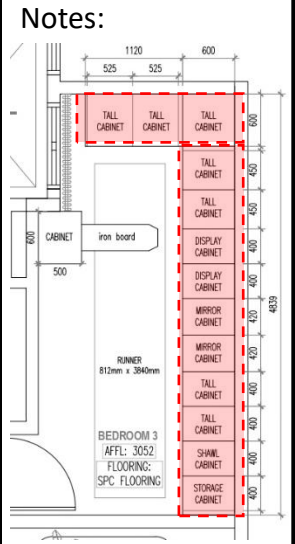 Notes:
1120 600
525 525
TALL CABINET
TALL CABINET
TALL CABINET
600
TALL CABINET
450
TALL CABINET
450
DISPLAY CABINET
400
DISPLAY CABINET
400
MIRROR CABINET
420
MIRROR CABINET
420
TALL CABINET
400
TALL CABINET
400
SHAWL CABINET
400
STORAGE CABINET
400
4839
600
CABINET
iron board
500
RUNNER
812mm x 3840mm
BEDROOM 3
AFFL: 3052
FLOORING:
SPC FLOORING